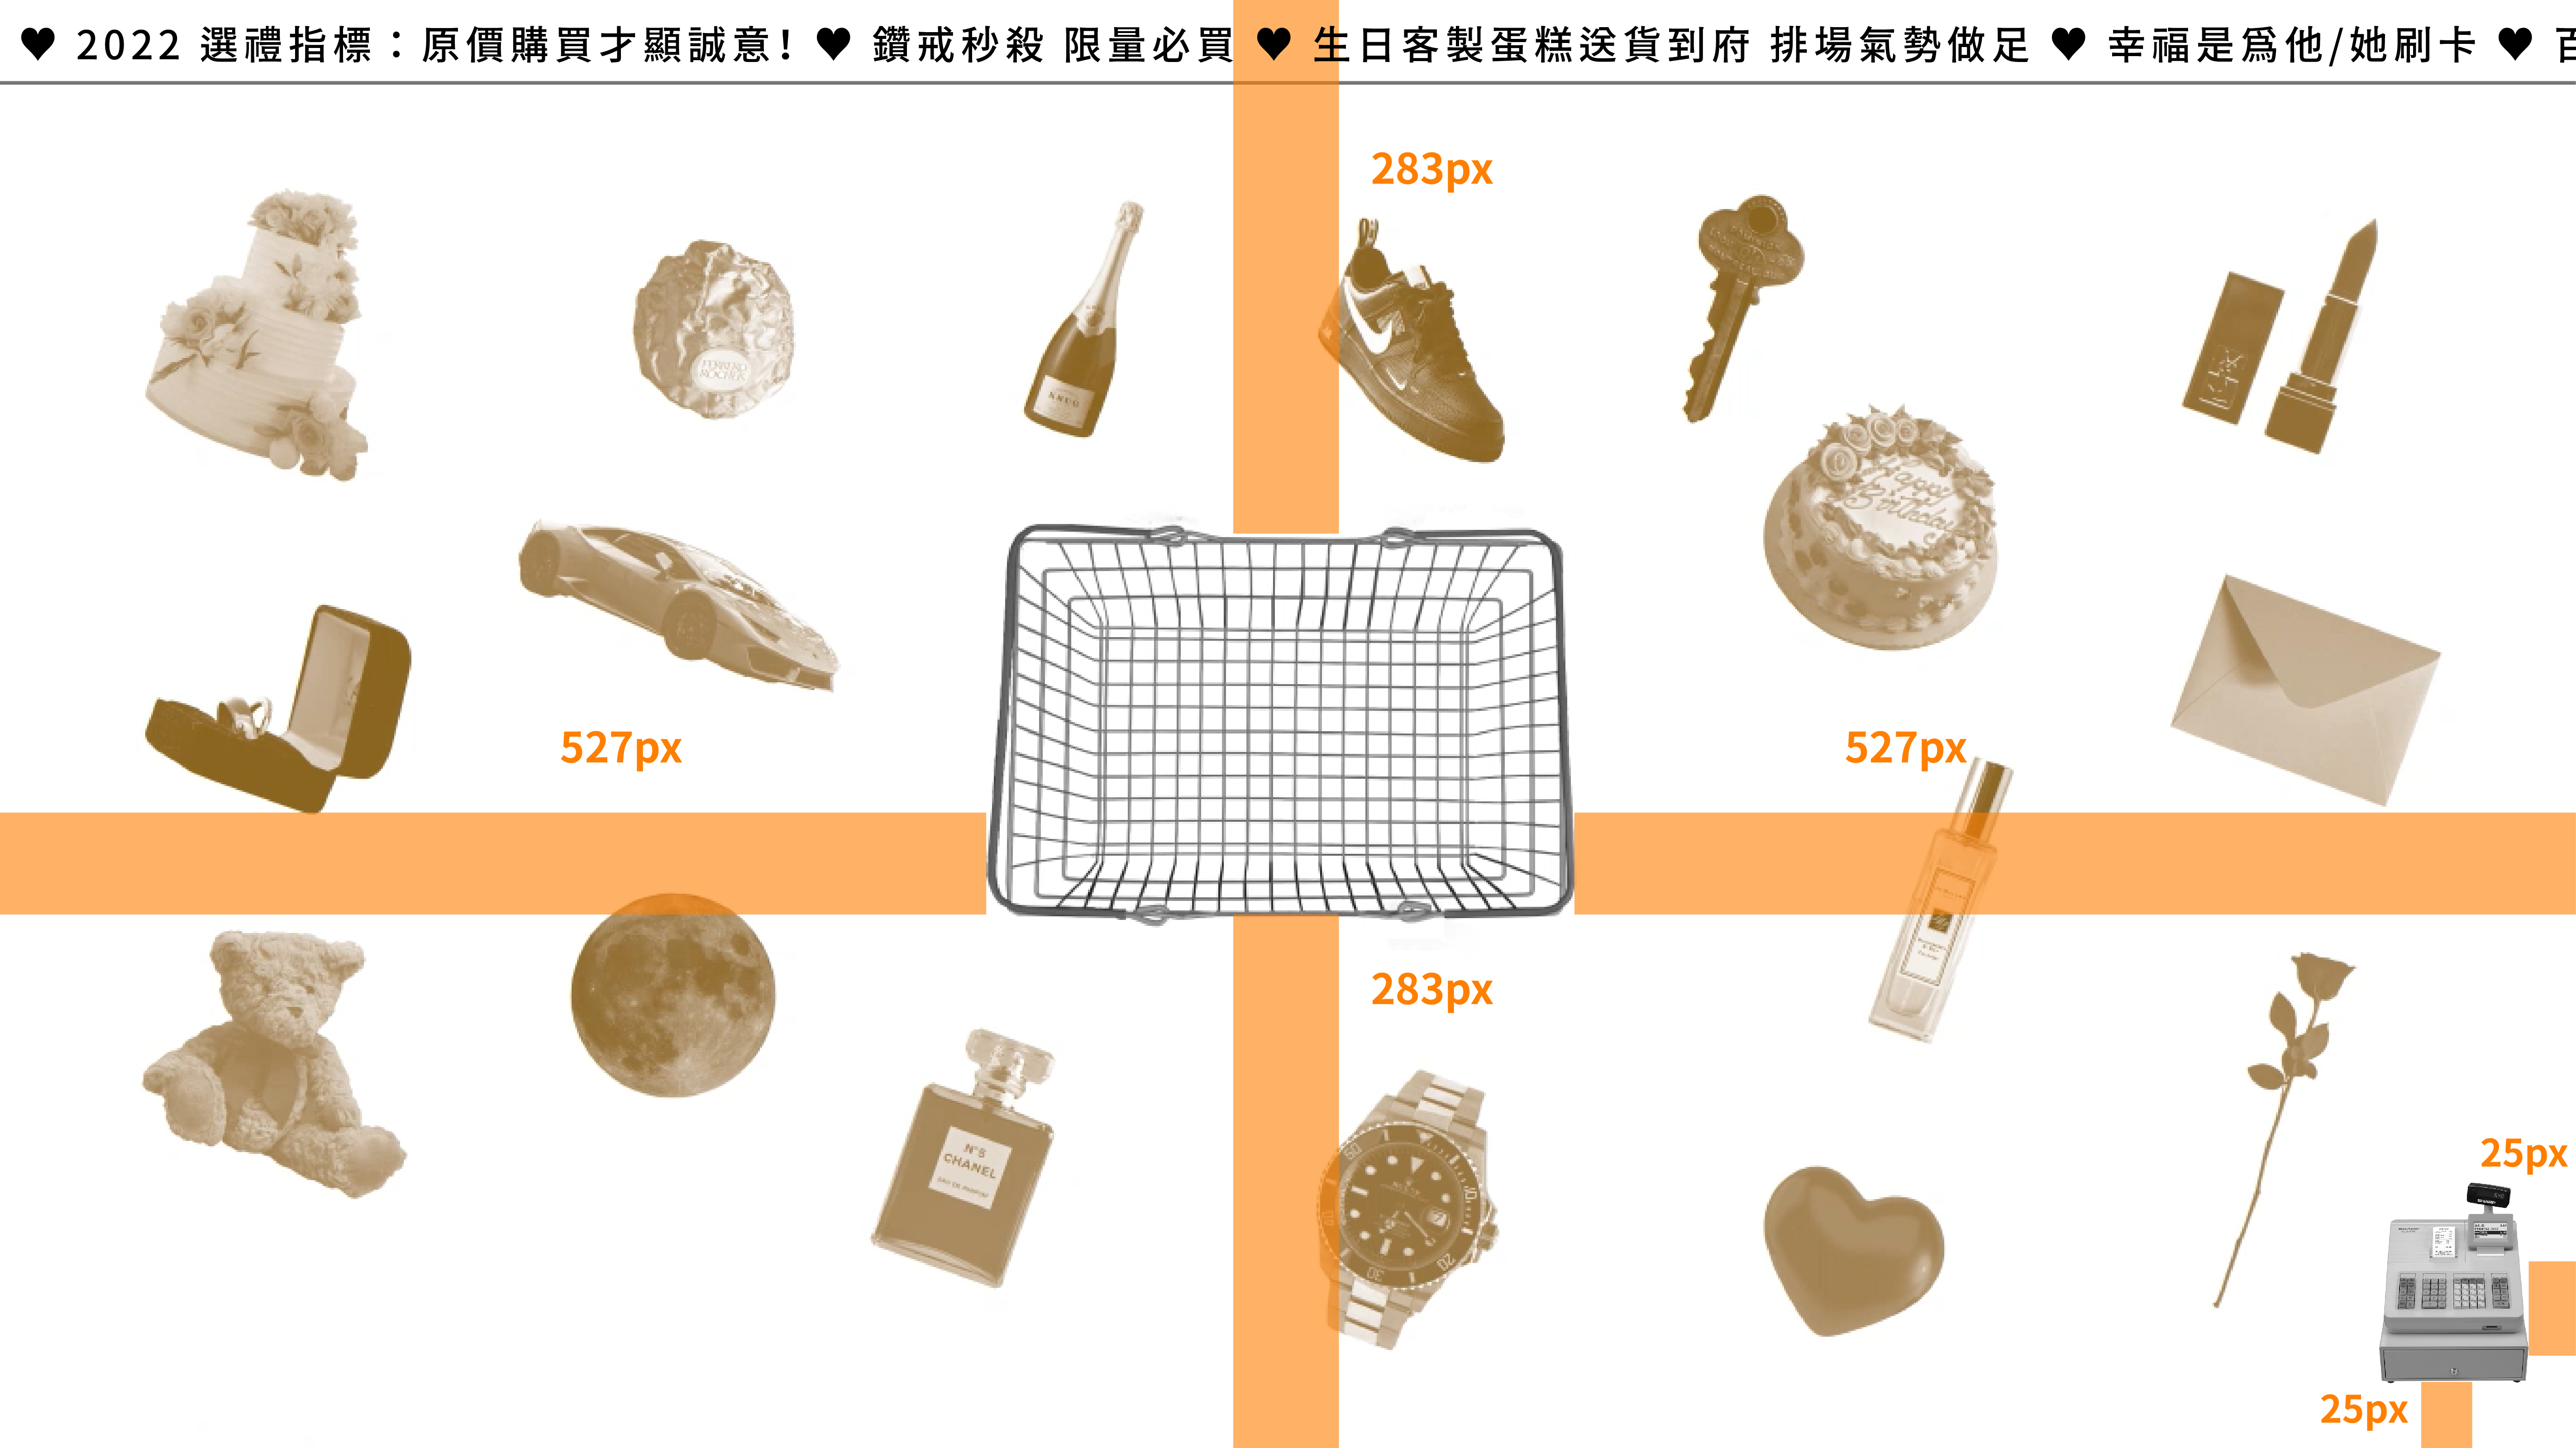 ♥ 2022 選禮指標：原價購買才顯誠意！ ♥ 鑽戒秒殺 限量必買 ♥ 生日客製蛋糕送貨到府 排場氣勢做足 ♥ 幸福是為他/她刷卡 ♥
283px
FERRERO ROCHER
KRUG
Happy Birthday
527px
527px
283px
N°5
CHANEL
EAU DE PARFUM
25px
25px